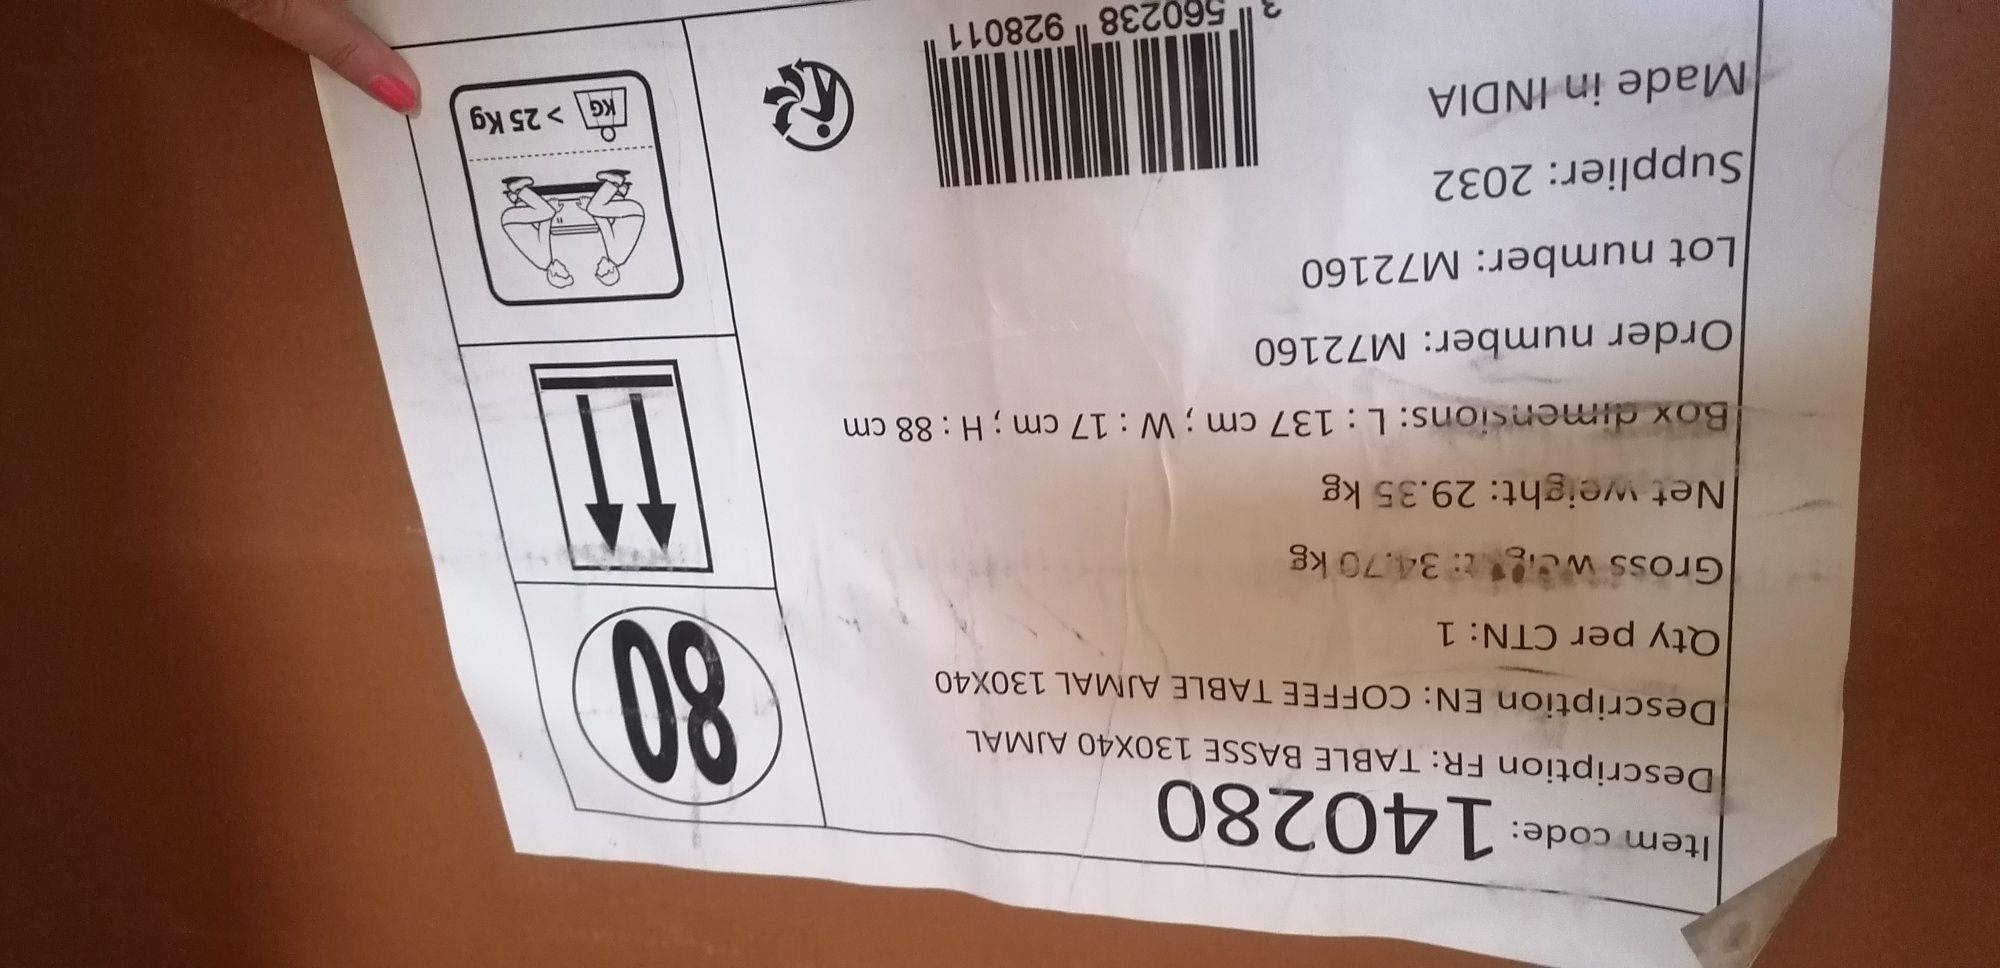 Item code: 140280
Description FR: TABLE BASSE 130X40 AJMAL
Description EN: COFFEE TABLE AJMAL 130X40
Qty per CTN: 1
Gross weight: 34.70 kg
Net weight: 29.35 kg
Box dimensions: L : 137 cm ; W : 17 cm ; H : 88 cm
Order number: M72160
Lot number: M72160
Supplier: 2032
Made in INDIA
3 560238 928011
80
KG > 25 Kg